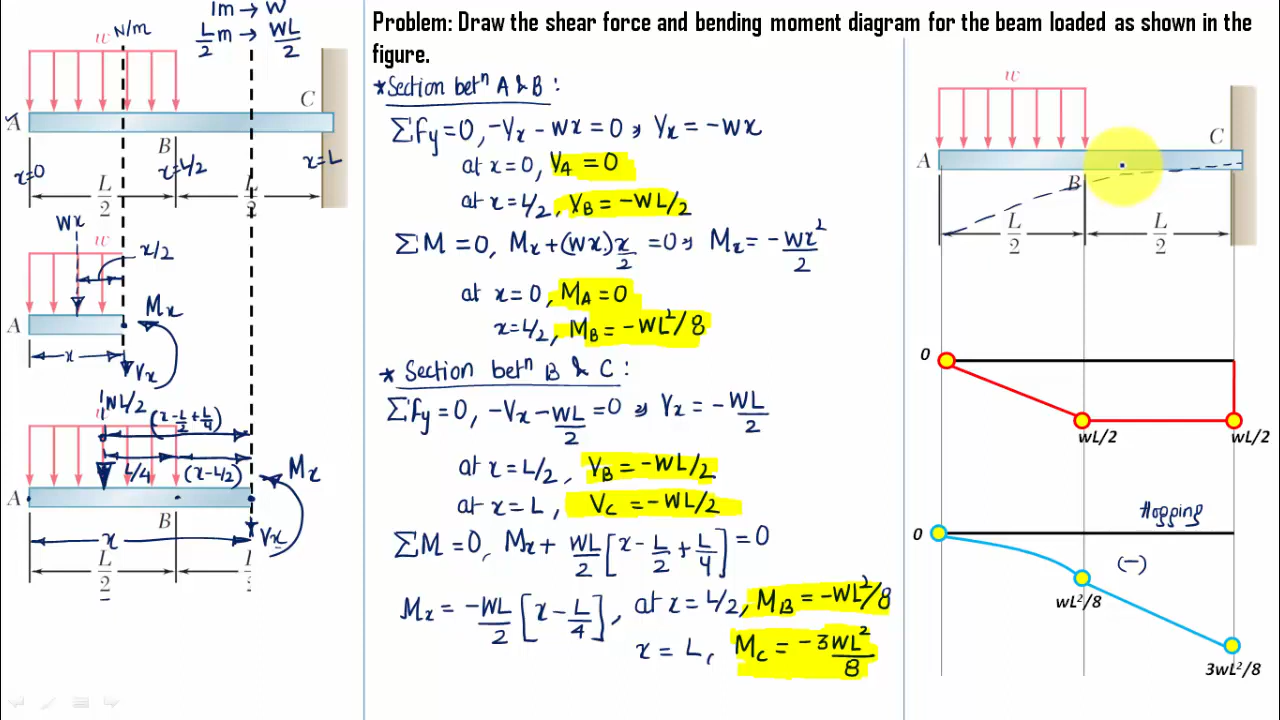 1m → W
L/2 m → WL/2
w N/m
A
B
C
x=0
x=L/2
x=L
L/2
L/2
Wx
w
x/2
A
Mx
x
Vx
WL/2
w
(x-L/2+L/4)
L/4
(x-L/2)
Mx
A
B
Vx
x
L/2
Problem: Draw the shear force and bending moment diagram for the beam loaded as shown in the
figure.
*Section betⁿ A & B:
ΣFy=0, -Vx-wx=0, Vx=-wx
at x=0, VA=0
at x=L/2, VB=-WL/2
ΣM=0, Mx+(wx)x/2=0, Mx=-wx²/2
at x=0, MA=0
x=L/2, MB=-WL²/8
* Section betⁿ B & C:
ΣFy=0, -Vx-WL/2=0, Vx=-WL/2
at x=L/2, VB=-WL/2
at x=L, VC=-WL/2
ΣM=0, Mx+WL/2[x-L/2+L/4]=0
Mx=-WL/2[x-L/4], at x=L/2, MB=-WL²/8
x=L, MC=-3WL²/8
w
A
B
C
L/2
L/2
0
wL/2
wL/2
Hogging
0
(-)
wL²/8
3wL²/8